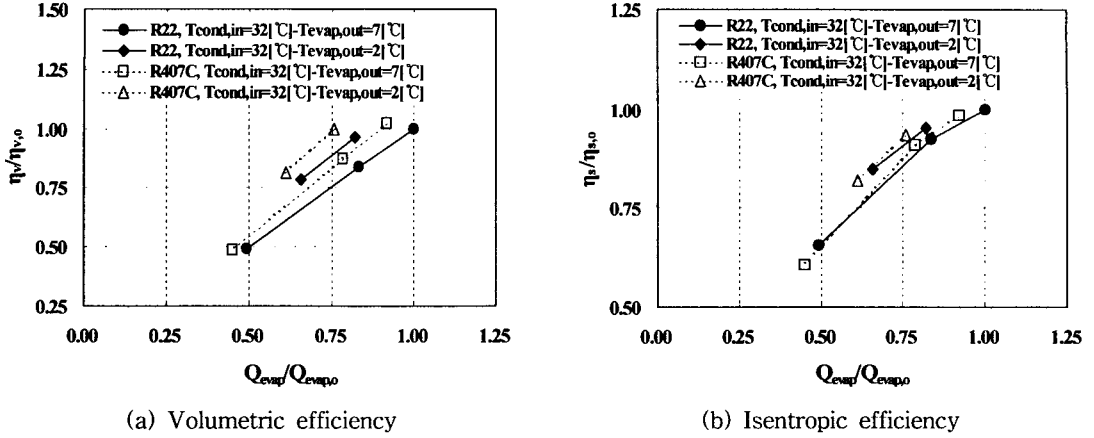 1.50
1.25
1.00
0.75
0.50
0.25
ηv/ηv,o
R22, Tcond,in=32[℃]-Tevap,out=7[℃]
R22, Tcond,in=32[℃]-Tevap,out=2[℃]
R407C, Tcond,in=32[℃]-Tevap,out=7[℃]
R407C, Tcond,in=32[℃]-Tevap,out=2[℃]
0.00 0.25 0.50 0.75 1.00 1.25
Qevap/Qevap,o
(a) Volumetric efficiency
1.25
1.00
0.75
0.50
ηs/ηs,o
R22, Tcond,in=32[℃]-Tevap,out=7[℃]
R22, Tcond,in=32[℃]-Tevap,out=2[℃]
R407C, Tcond,in=32[℃]-Tevap,out=7[℃]
R407C, Tcond,in=32[℃]-Tevap,out=2[℃]
0.00 0.25 0.50 0.75 1.00 1.25
Qevap/Qevap,o
(b) Isentropic efficiency